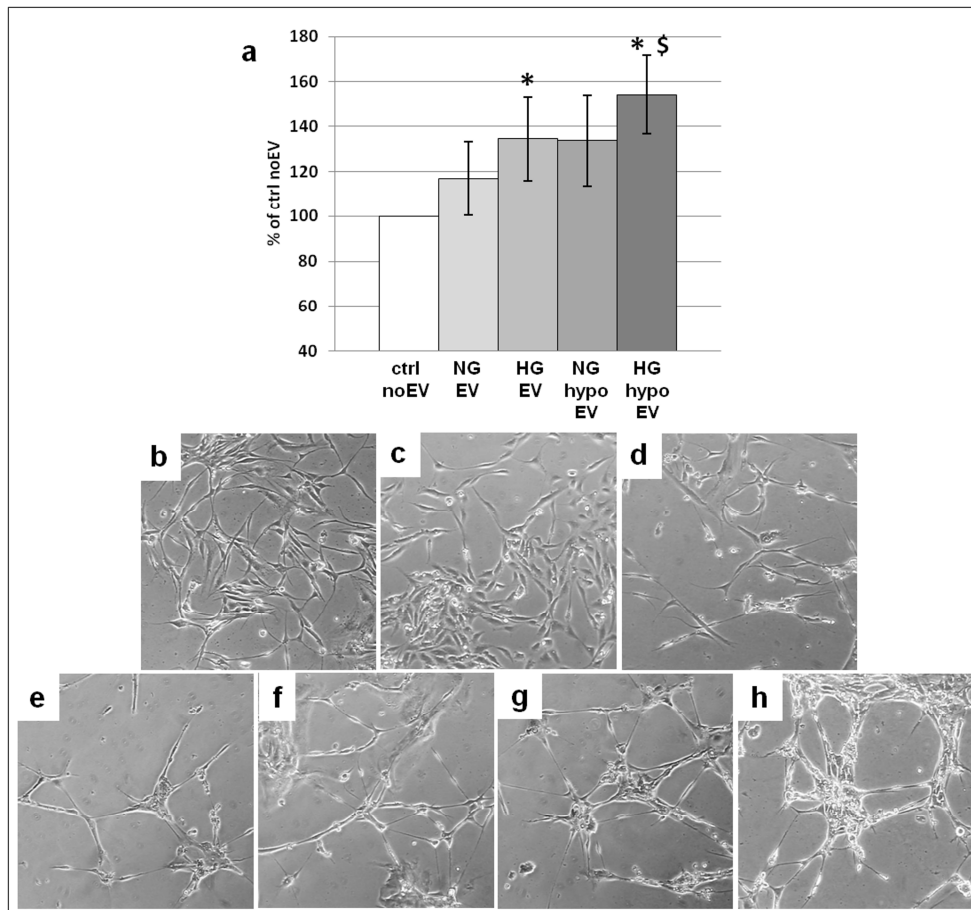 a
180
* $
160
*
140
120
100
80
60
40
% of ctrl noEV
ctrl
noEV
NG
EV
HG
EV
NG
hypo
EV
HG
hypo
EV
b
c
d
e
f
g
h